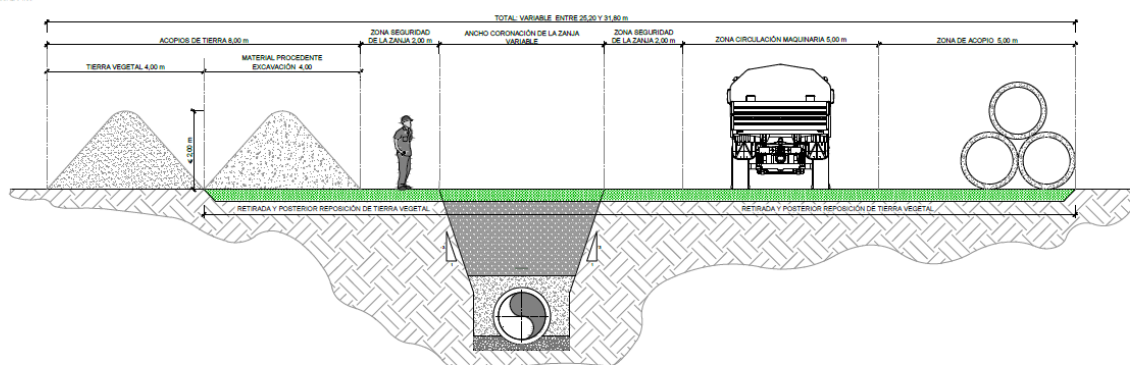 TOTAL: VARIABLE ENTRE 25,20 Y 31,60 m
ACOPIOS DE TIERRA 8,00 m
ZONA SEGURIDAD
DE LA ZANJA 2,00 m
ANCHO CORONACIÓN DE LA ZANJA
VARIABLE
ZONA SEGURIDAD
DE LA ZANJA 2,00 m
ZONA CIRCULACIÓN MAQUINARIA 5,00 m
ZONA DE ACOPIO 5,00 m
TIERRA VEGETAL 4,00 m
MATERIAL PROCEDENTE
EXCAVACIÓN 4,00
≤ 2,00 m
RETIRADA Y POSTERIOR REPOSICIÓN DE TIERRA VEGETAL
RETIRADA Y POSTERIOR REPOSICIÓN DE TIERRA VEGETAL